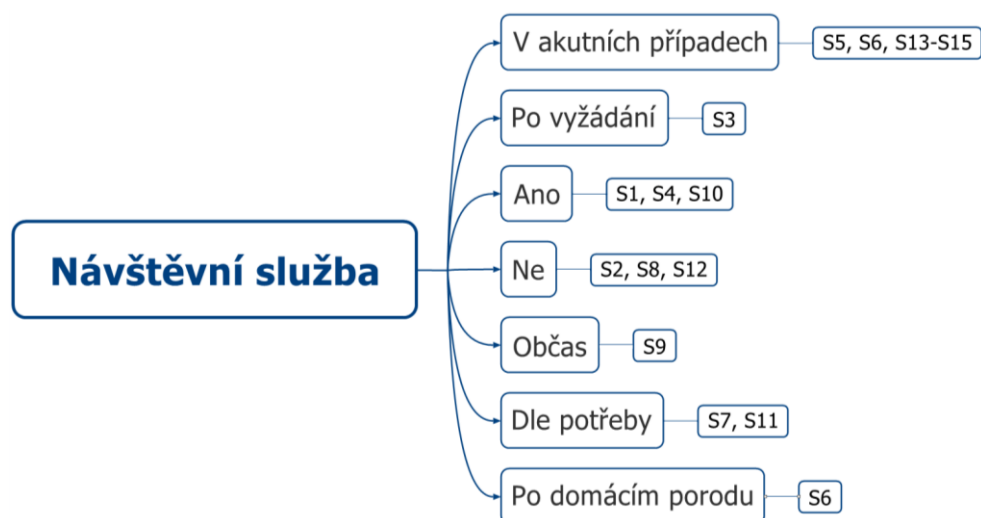 V akutních případech
S5, S6, S13-S15
Po vyžádání
S3
Ano
S1, S4, S10
Návštěvní služba
Ne
S2, S8, S12
Občas
S9
Dle potřeby
S7, S11
Po domácím porodu
S6